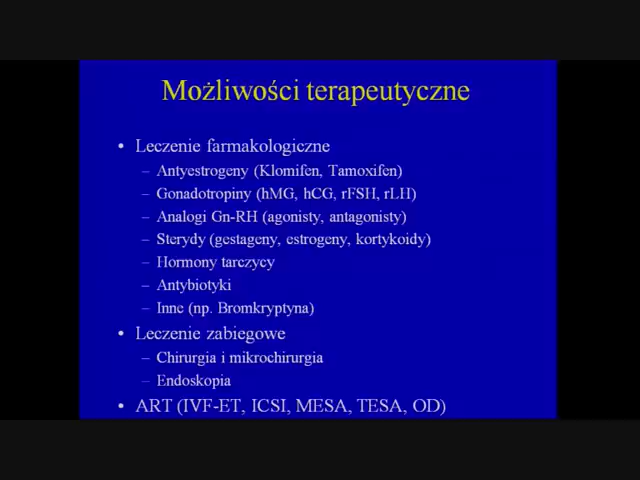 Możliwości terapeutyczne
• Leczenie farmakologiczne
– Antyestrogeny (Klomifen, Tamoxifen)
– Gonadotropiny (hMG, hCG, rFSH, rLH)
– Analogi Gn-RH (agonisty, antagonisty)
– Sterydy (gestageny, estrogeny, kortykoidy)
– Hormony tarczycy
– Antybiotyki
– Inne (np. Bromkryptyna)
• Leczenie zabiegowe
– Chirurgia i mikrochirurgia
– Endoskopia
• ART (IVF-ET, ICSI, MESA, TESA, OD)